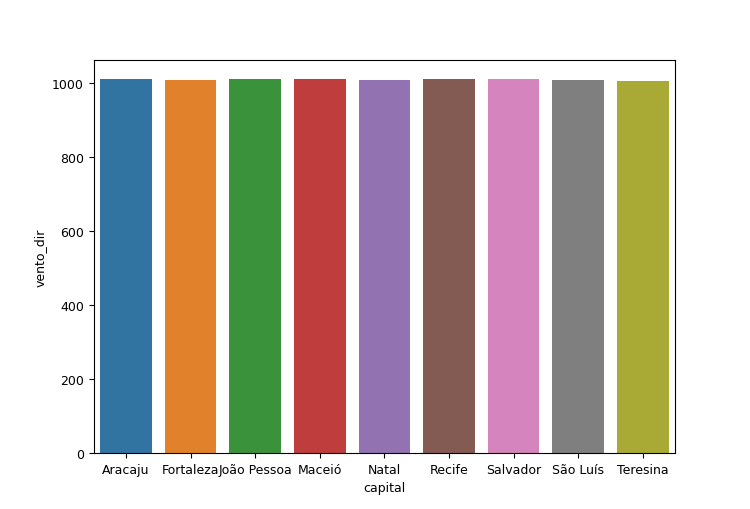 1000
800
600
400
200
0
vento_dir
Aracaju Fortaleza João Pessoa Maceió Natal Recife Salvador São Luís Teresina
capital